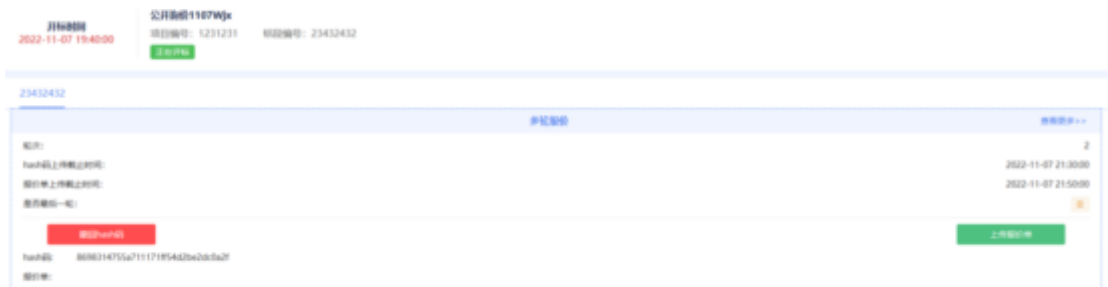 开标时间
2022-11-07 19:40:00
公开询价1107Wjx
项目编号: 1231231 标段编号: 23432432
正在评标
23432432
多轮报价 查看更多>>
轮次: 2
hash码上传截止时间: 2022-11-07 21:30:00
报价单上传截止时间: 2022-11-07 21:50:00
是否最后一轮: 是
撤回hash码 上传报价单
hash码:
报价单: